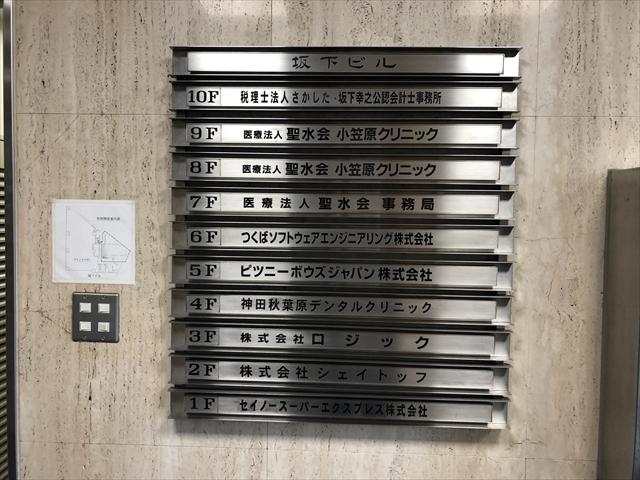 坂下ビル
10F 税理士法人さかした・坂下幸之公認会計士事務所
9F 医療法人 聖水会 小笠原クリニック
8F 医療法人 聖水会 小笠原クリニック
7F 医療法人 聖水会 事務局
6F つくばソフトウェアエンジニアリング株式会社
5F ピツニーボウズジャパン株式会社
4F 神田秋葉原デンタルクリニック
3F 株式会社ロジック
2F 株式会社シェイトッフ
1F セイノースーパーエクスプレス株式会社